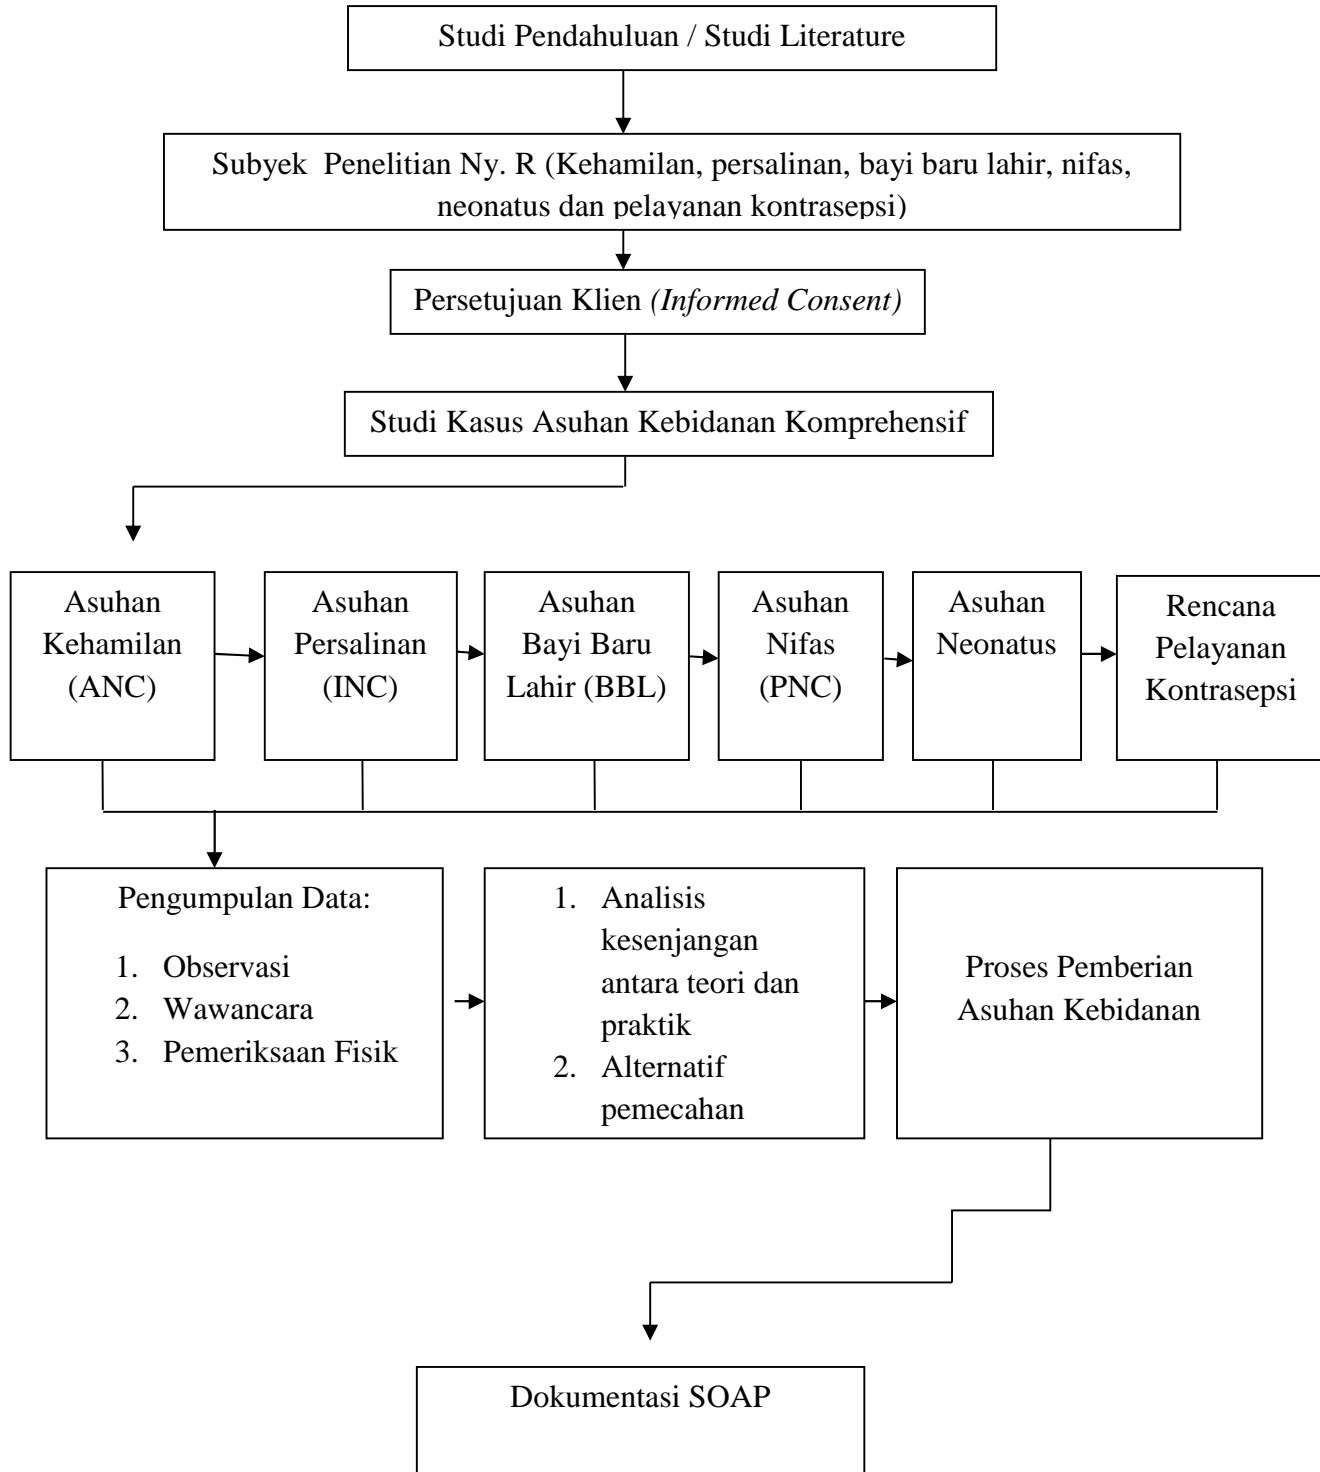 Studi Pendahuluan / Studi Literature
Subyek Penelitian Ny. R (Kehamilan, persalinan, bayi baru lahir, nifas,
neonatus dan pelayanan kontrasepsi)
Persetujuan Klien (Informed Consent)
Studi Kasus Asuhan Kebidanan Komprehensif
Asuhan
Kehamilan
(ANC)
Asuhan
Persalinan
(INC)
Asuhan
Bayi Baru
Lahir (BBL)
Asuhan
Nifas
(PNC)
Asuhan
Neonatus
Rencana
Pelayanan
Kontrasepsi
Pengumpulan Data:
1. Observasi
2. Wawancara
3. Pemeriksaan Fisik
1. Analisis
kesenjangan
antara teori dan
praktik
2. Alternatif
pemecahan
Proses Pemberian
Asuhan Kebidanan
Dokumentasi SOAP